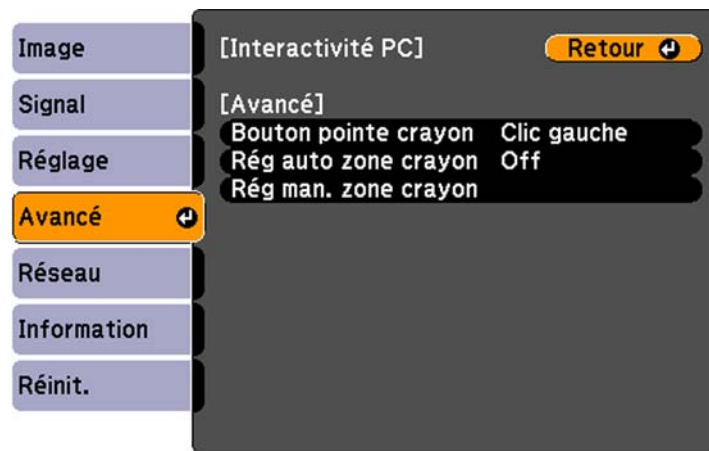 Image
Signal
Réglage
Avancé
Réseau
Information
Réinit.
[Interactivité PC] Retour
[Avancé]
Bouton pointe crayon Clic gauche
Rég auto zone crayon Off
Rég man. zone crayon